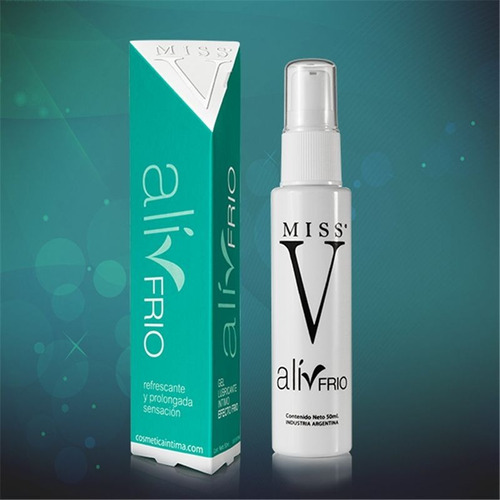 MISS
V
alív FRIO
refrescante
y prolongada
sensación
cosmeticaintima.com
alív FRIO
GEL
LUBRICANTE
INTIMO
EFECTO FRIO
MISS
V
alív FRIO
Contenido Neto 50ml.
INDUSTRIA ARGENTINA